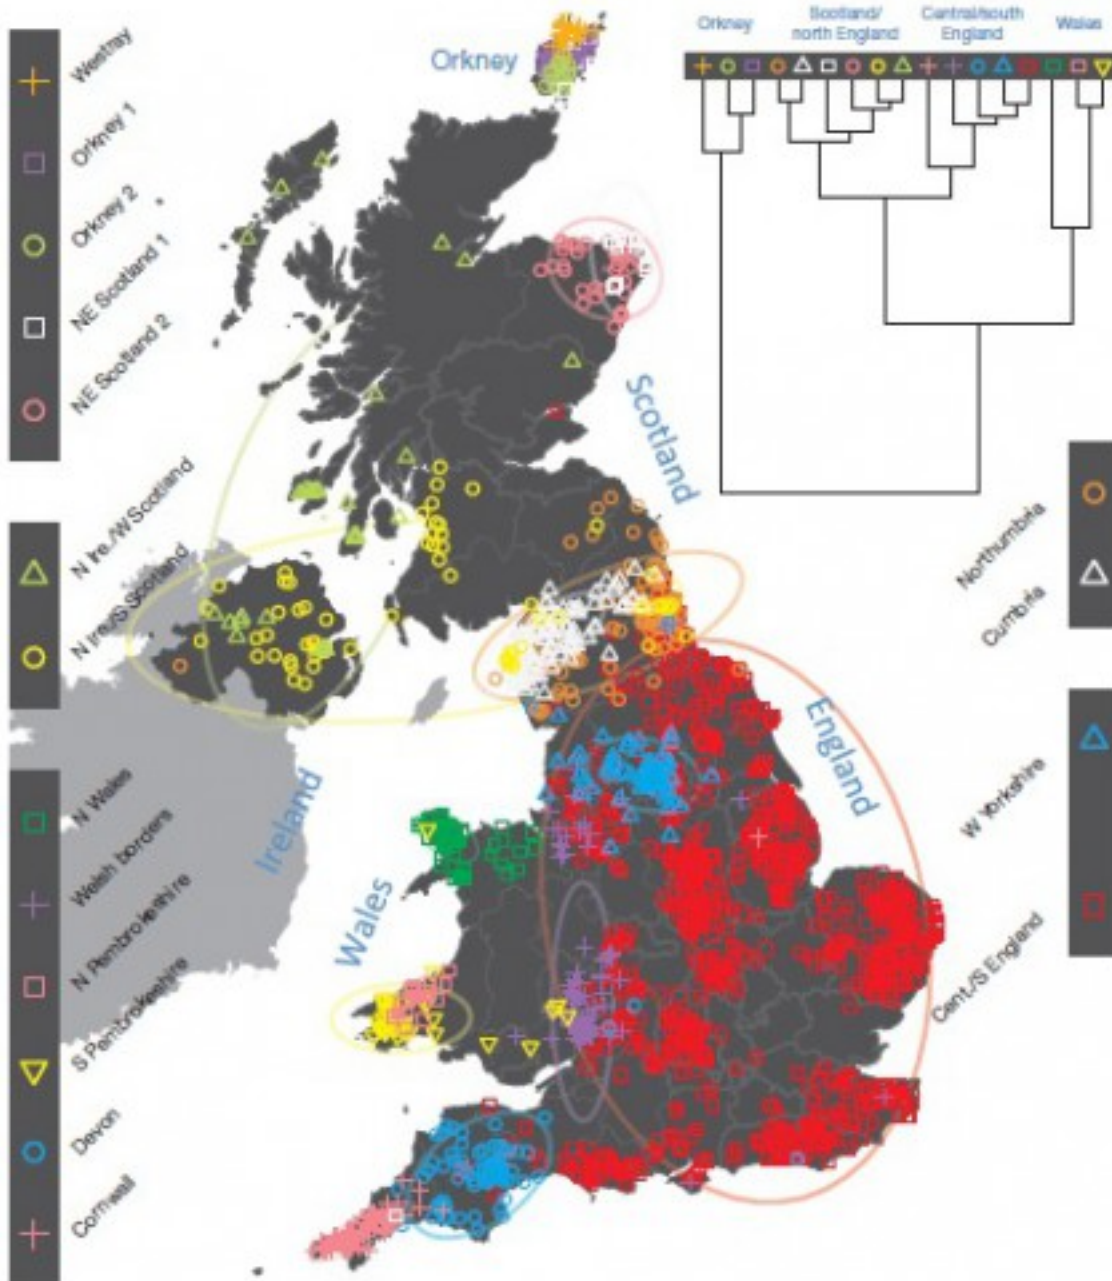 Orkney
Scotland/
north England
Central/south
England
Wales
Westray
Orkney 1
Orkney 2
NE Scotland 1
NE Scotland 2
Orkney
Scotland
N Ire./W Scotland
N Ire./S Scotland
Northumbria
Cumbria
England
Ireland
Wales
N Wales
Welsh borders
N Pembrokeshire
S Pembrokeshire
Devon
Cornwall
W Yorkshire
Cent./S England